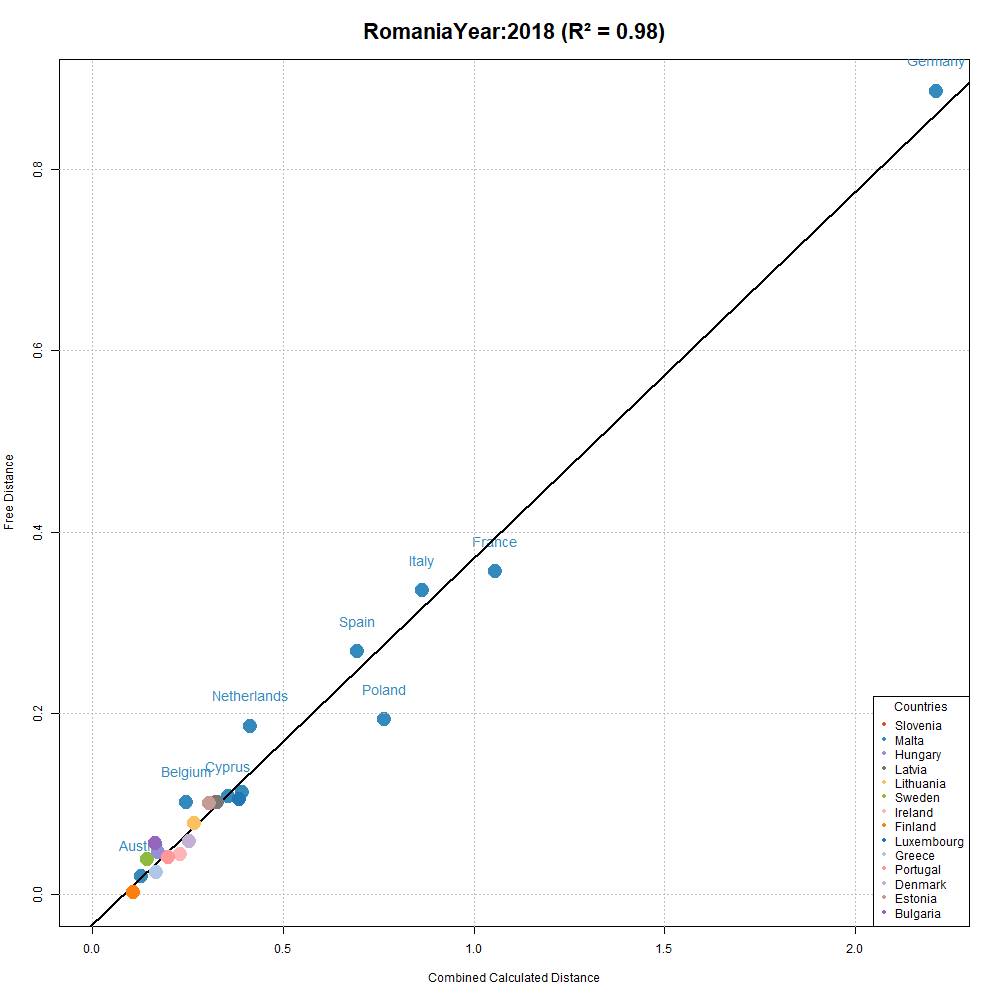 RomaniaYear:2018 (R² = 0.98)
Germany
0.8
0.6
Free Distance
0.4
France
Italy
Spain
Poland
Netherlands
0.2
Cyprus
Belgium
Countries
Slovenia
Malta
Hungary
Latvia
Lithuania
Sweden
Ireland
Finland
Luxembourg
Greece
Portugal
Denmark
Estonia
Bulgaria
0.0
0.0 0.5 1.0 1.5 2.0
Combined Calculated Distance